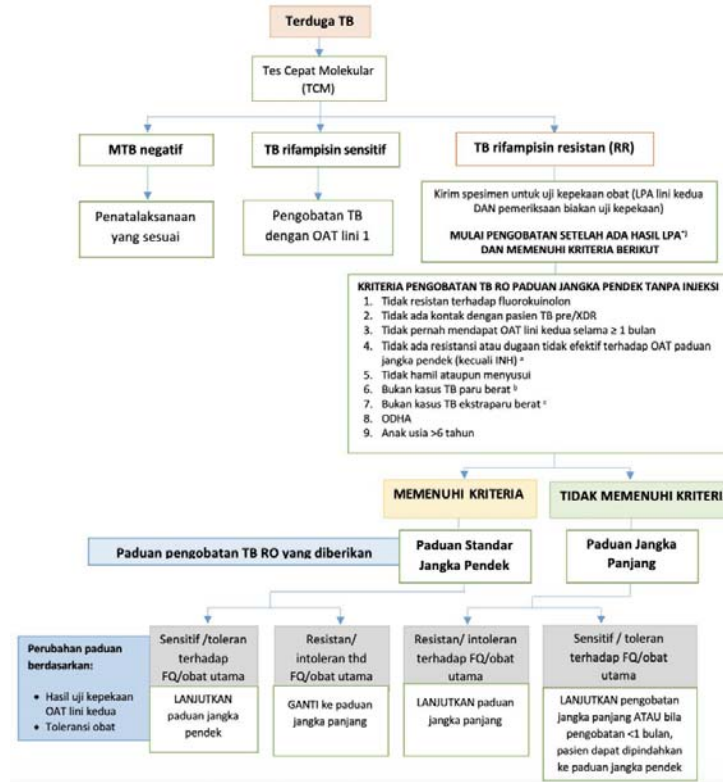 Terduga TB
Tes Cepat Molekular
(TCM)
MTB negatif
TB rifampisin sensitif
TB rifampisin resistan (RR)
Penatalaksanaan
yang sesuai
Pengobatan TB
dengan OAT lini 1
Kirim spesimen untuk uji kepekaan obat (LPA lini kedua
DAN pemeriksaan biakan uji kepekaan)
MULAI PENGOBATAN SETELAH ADA HASIL LPA*)
DAN MEMENUHI KRITERIA BERIKUT
KRITERIA PENGOBATAN TB RO PADUAN JANGKA PENDEK TANPA INJEKSI
1. Tidak resistan terhadap fluorokuinolon
2. Tidak ada kontak dengan pasien TB pre/XDR
3. Tidak pernah mendapat OAT lini kedua selama ≥ 1 bulan
4. Tidak ada resistansi atau dugaan tidak efektif terhadap OAT paduan
jangka pendek (kecuali INH) a
5. Tidak hamil ataupun menyusui
6. Bukan kasus TB paru berat b
7. Bukan kasus TB ekstraparu berat c
8. ODHA
9. Anak usia >6 tahun
MEMENUHI KRITERIA
TIDAK MEMENUHI KRITERI
Paduan pengobatan TB RO yang diberikan
Paduan Standar
Jangka Pendek
Paduan Jangka
Panjang
Perubahan paduan
berdasarkan:
• Hasil uji kepekaan
OAT lini kedua
• Toleransi obat
Sensitif /toleran
terhadap
FQ/obat utama
LANJUTKAN
paduan jangka
pendek
Resistan/
intoleran thd
FQ/obat utama
GANTI ke paduan
jangka panjang
Resistan/ intoleran
terhadap FQ/obat
utama
LANJUTKAN paduan
jangka panjang
Sensitif / toleran
terhadap FQ/obat
utama
LANJUTKAN pengobatan
jangka panjang ATAU bila
pengobatan <1 bulan,
pasien dapat dipindahkan
ke paduan jangka pendek